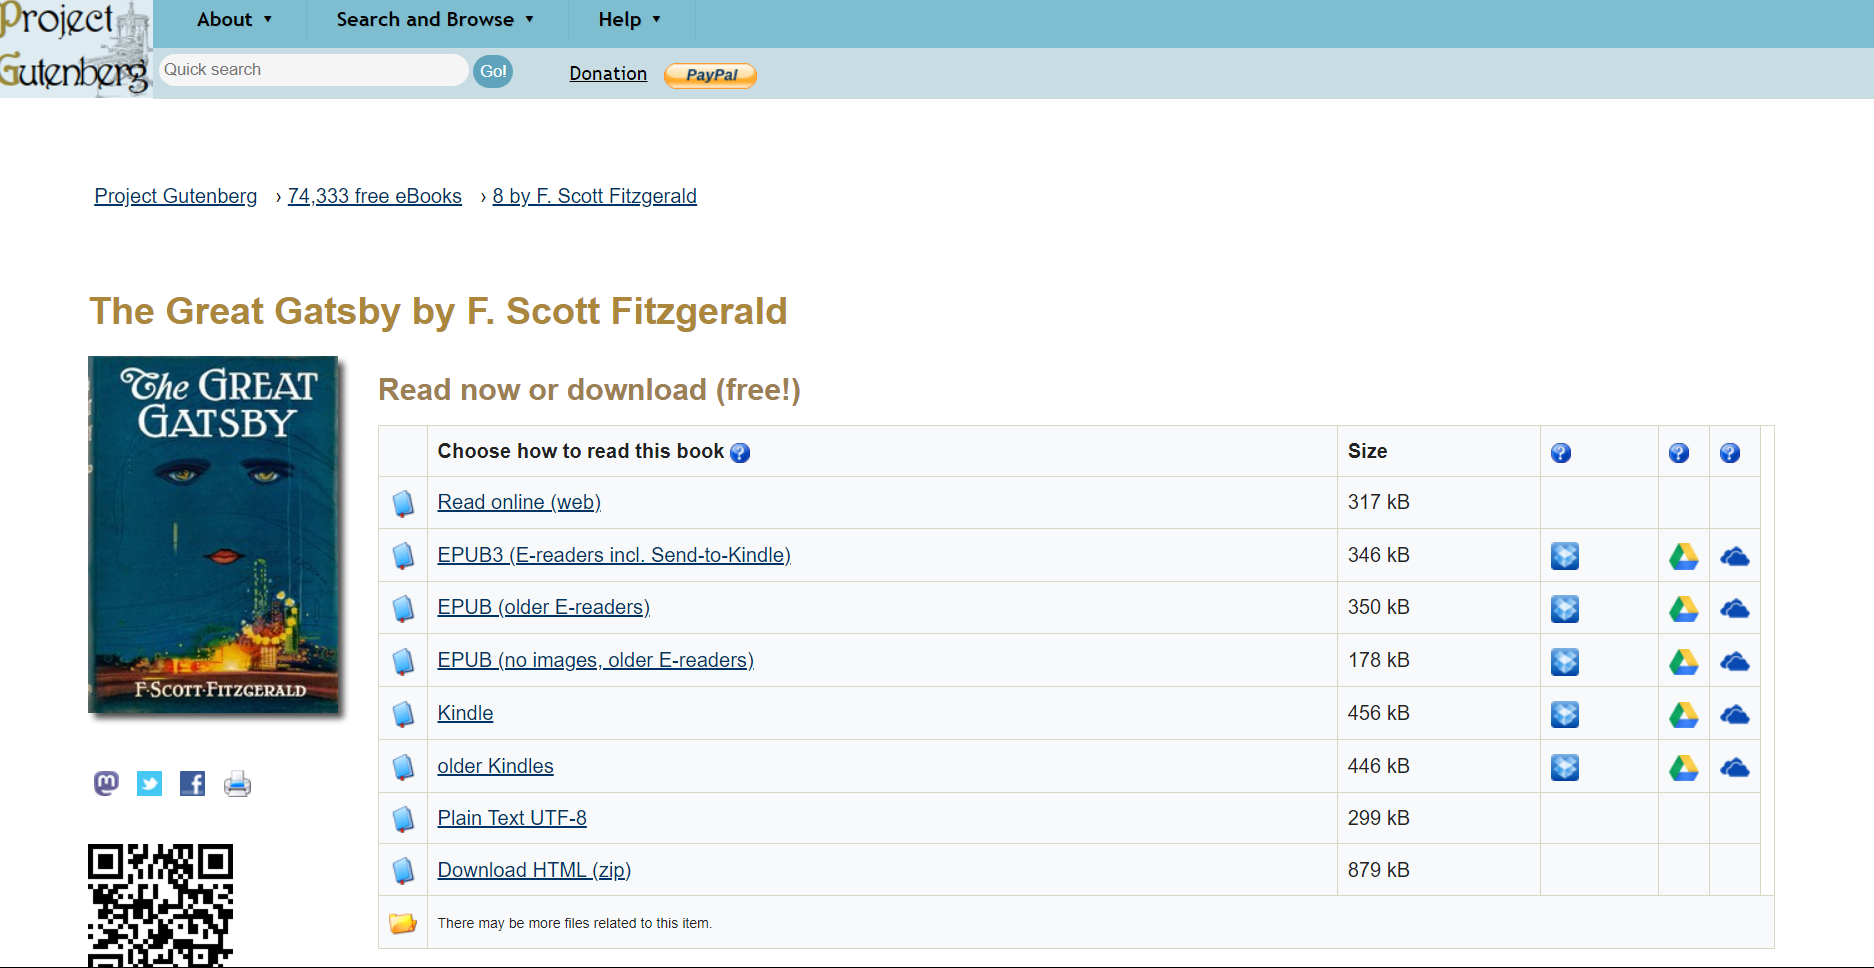 Project
Gutenberg
About ▼
Search and Browse ▼
Help ▼
Quick search
Go!
Donation
PayPal
Project Gutenberg › 74,333 free eBooks › 8 by F. Scott Fitzgerald
The Great Gatsby by F. Scott Fitzgerald
The GREAT
GATSBY
F·SCOTT·FITZGERALD
Read now or download (free!)
Choose how to read this book ? Size ? ? ?
Read online (web) 317 kB
EPUB3 (E-readers incl. Send-to-Kindle) 346 kB
EPUB (older E-readers) 350 kB
EPUB (no images, older E-readers) 178 kB
Kindle 456 kB
older Kindles 446 kB
Plain Text UTF-8 299 kB
Download HTML (zip) 879 kB
There may be more files related to this item.